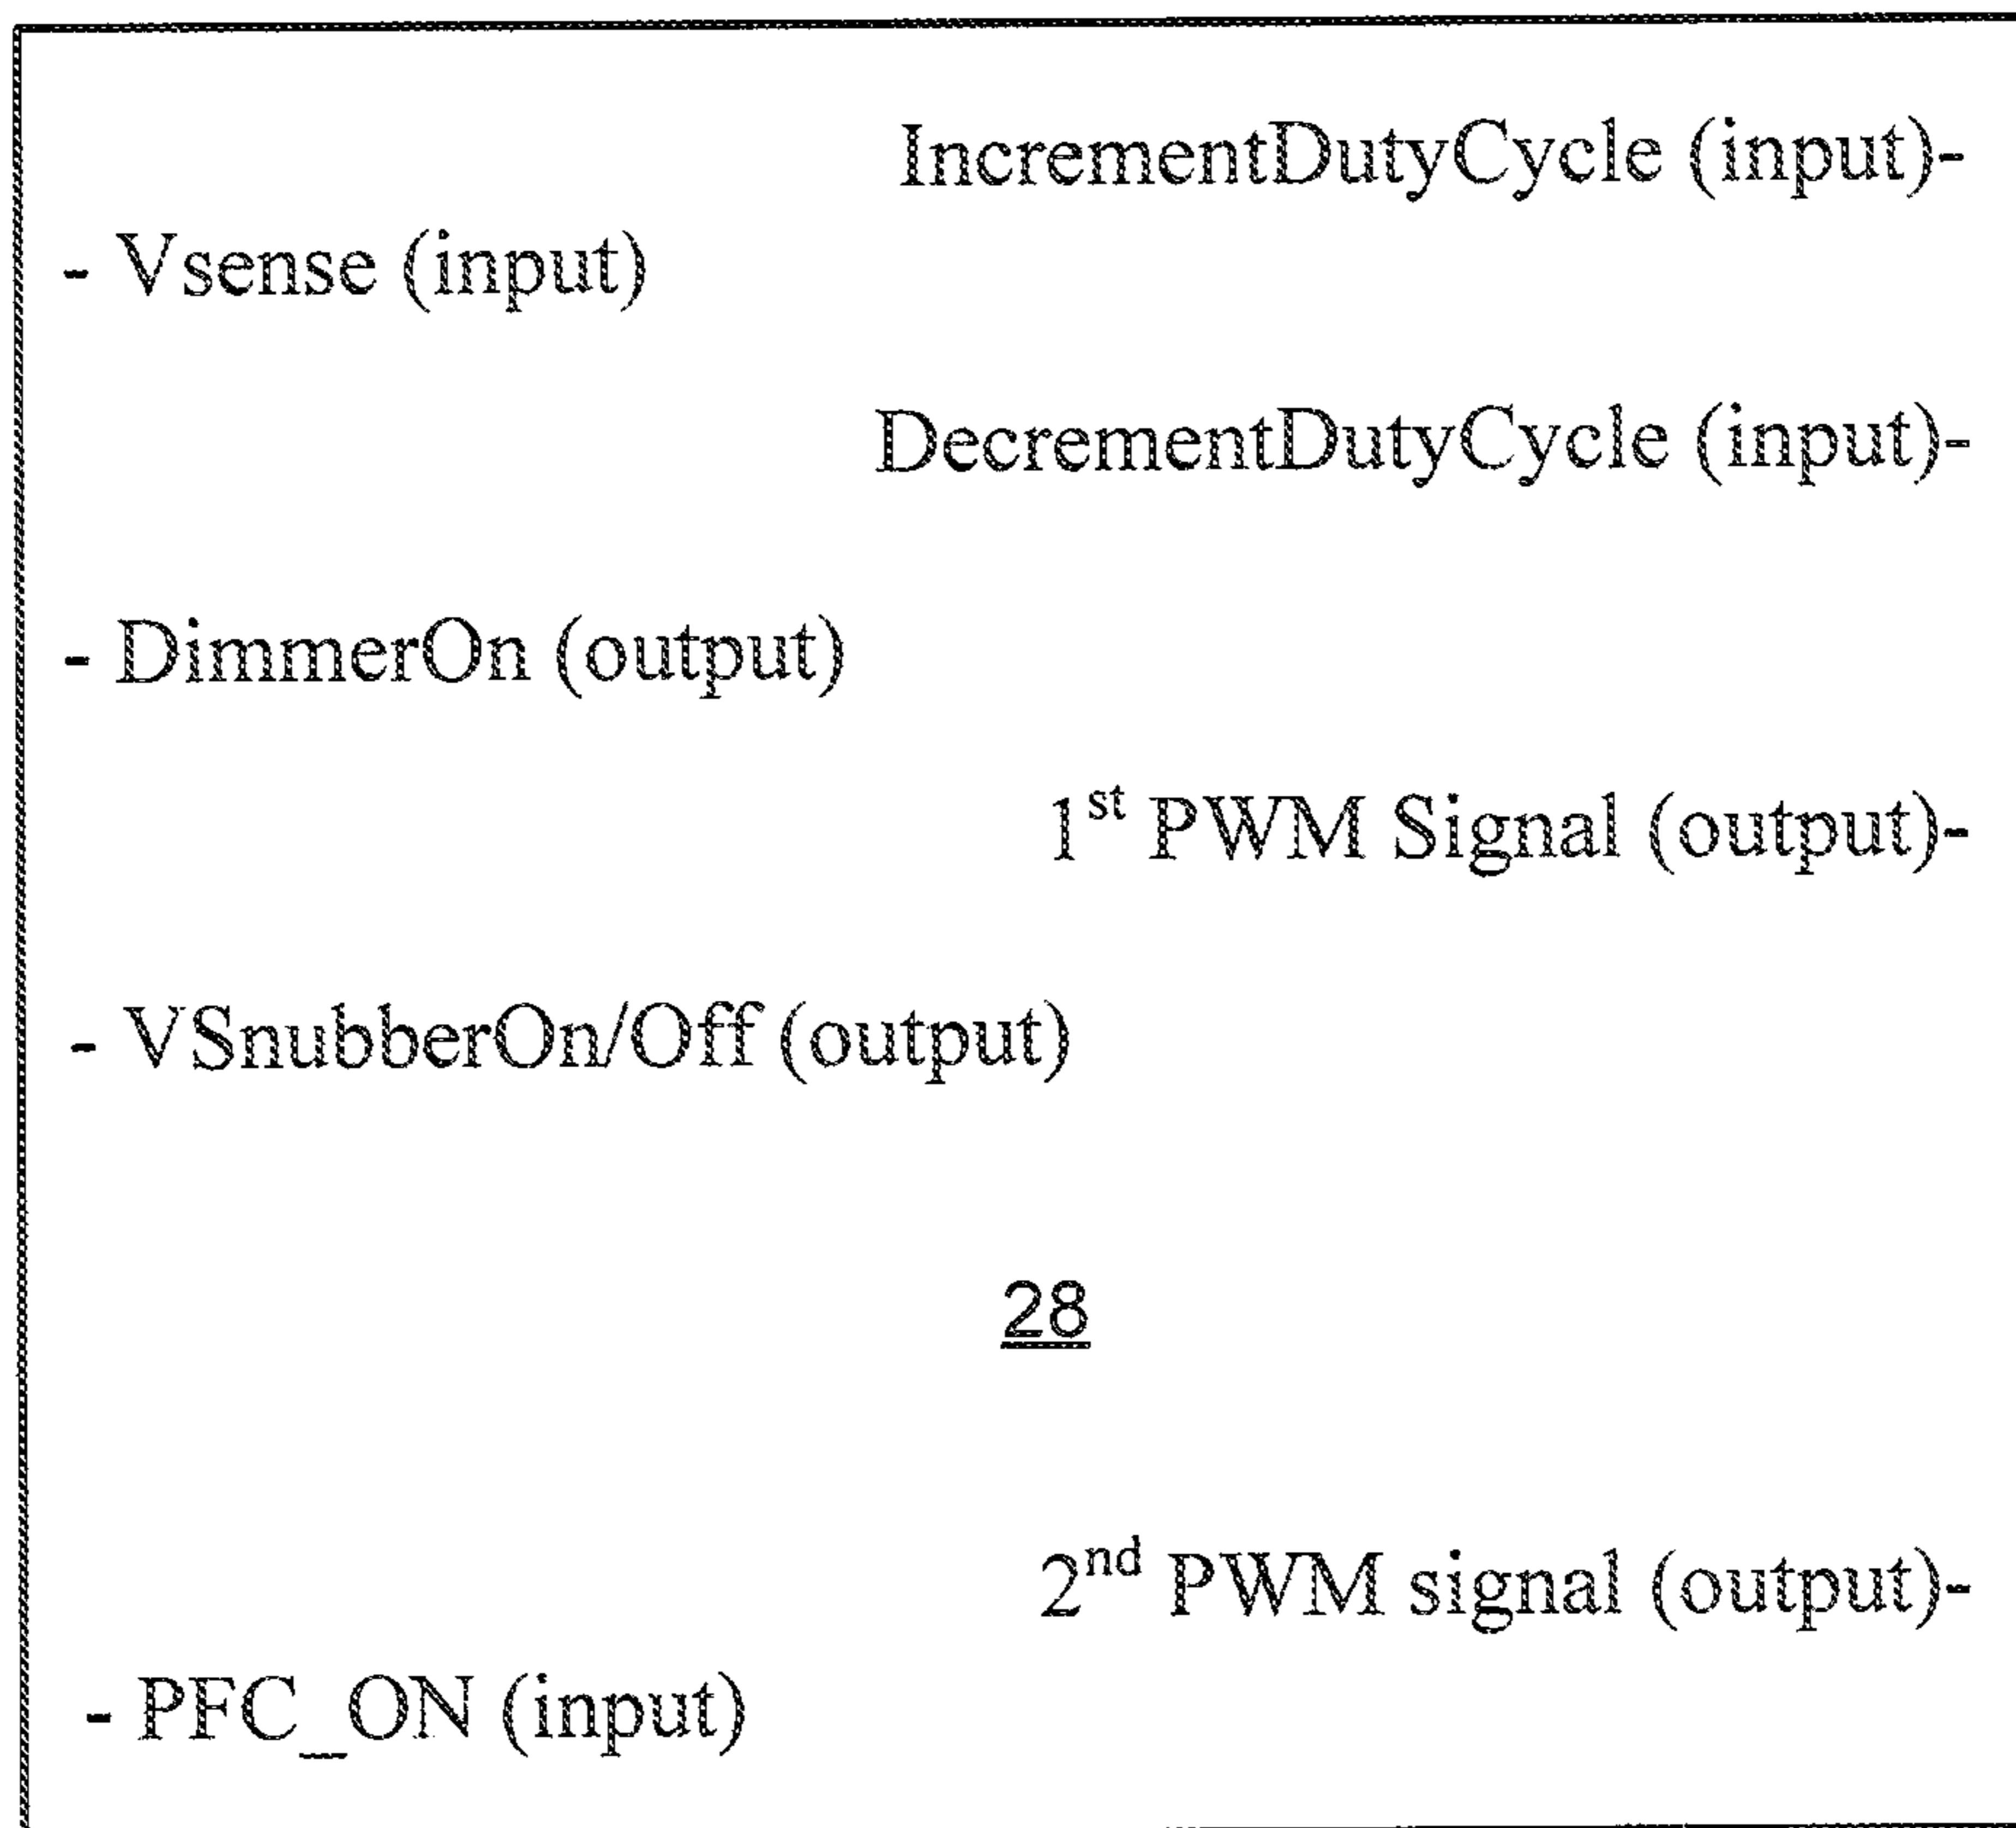 IncrementDutyCycle (input)-
- Vsense (input)
DecrementDutyCycle (input)-
- DimmerOn (output)
1st PWM Signal (output)-
- VSnubberOn/Off (output)
28
2nd PWM signal (output)-
- PFC_ON (input)